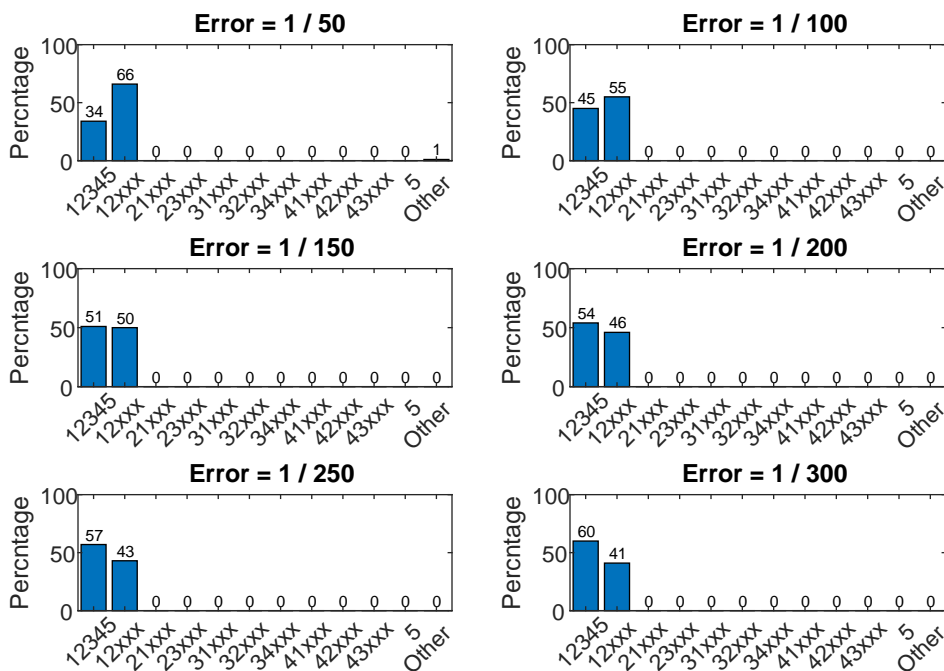 Error = 1 / 50
Percntage
100
50
0
34
66
0
0
0
0
0
0
0
0
0
1
12345
12xxx
21xxx
23xxx
31xxx
32xxx
34xxx
41xxx
42xxx
43xxx
5
Other
Error = 1 / 100
Percntage
100
50
0
45
55
0
0
0
0
0
0
0
0
0
0
12345
12xxx
21xxx
23xxx
31xxx
32xxx
34xxx
41xxx
42xxx
43xxx
5
Other
Error = 1 / 150
Percntage
100
50
0
51
50
0
0
0
0
0
0
0
0
0
0
12345
12xxx
21xxx
23xxx
31xxx
32xxx
34xxx
41xxx
42xxx
43xxx
5
Other
Error = 1 / 200
Percntage
100
50
0
54
46
0
0
0
0
0
0
0
0
0
0
12345
12xxx
21xxx
23xxx
31xxx
32xxx
34xxx
41xxx
42xxx
43xxx
5
Other
Error = 1 / 250
Percntage
100
50
0
57
43
0
0
0
0
0
0
0
0
0
0
12345
12xxx
21xxx
23xxx
31xxx
32xxx
34xxx
41xxx
42xxx
43xxx
5
Other
Error = 1 / 300
Percntage
100
50
0
60
41
0
0
0
0
0
0
0
0
0
0
12345
12xxx
21xxx
23xxx
31xxx
32xxx
34xxx
41xxx
42xxx
43xxx
5
Other